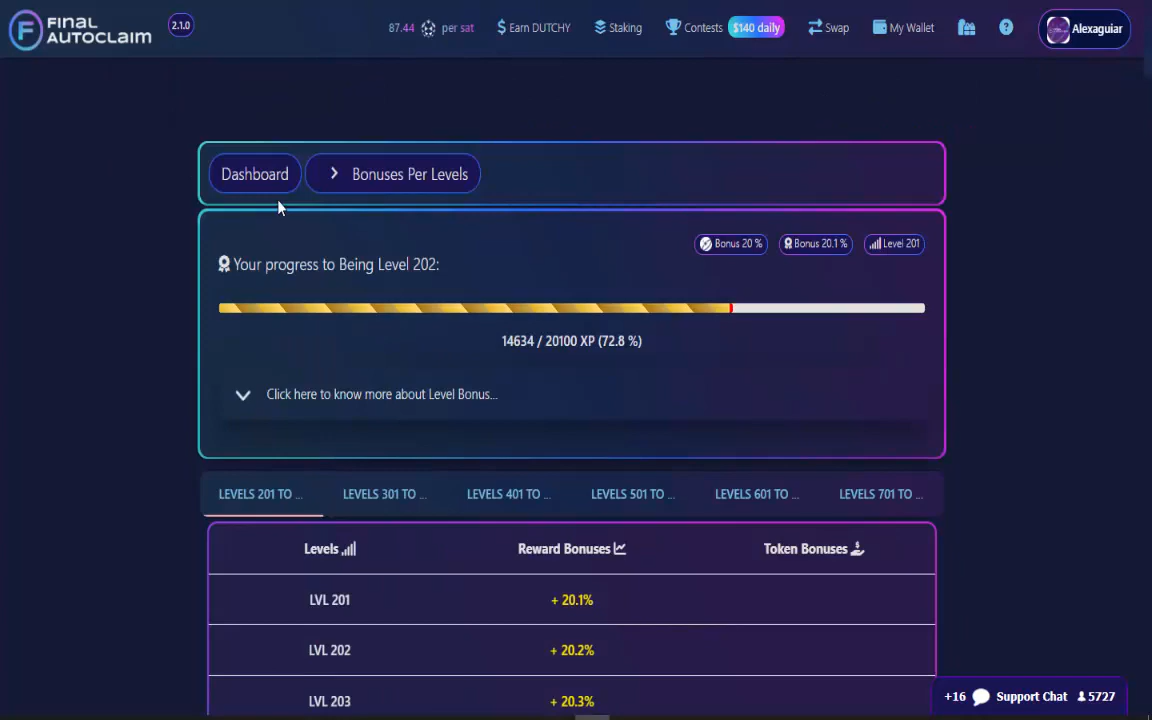 FINAL
AUTOCLAIM
2.1.0
87.44 per sat
Earn DUTCHY
Staking
Contests
$140 daily
Swap
My Wallet
?
Alexaguiar
Dashboard
Bonuses Per Levels
Bonus 20 %
Bonus 20.1 %
Level 201
Your progress to Being Level 202:
14634 / 20100 XP (72.8 %)
Click here to know more about Level Bonus...
LEVELS 201 TO ...
LEVELS 301 TO ...
LEVELS 401 TO ...
LEVELS 501 TO ...
LEVELS 601 TO ...
LEVELS 701 TO ...
Levels
Reward Bonuses
Token Bonuses
LVL 201
+ 20.1%
LVL 202
+ 20.2%
LVL 203
+ 20.3%
+16 Support Chat 5727